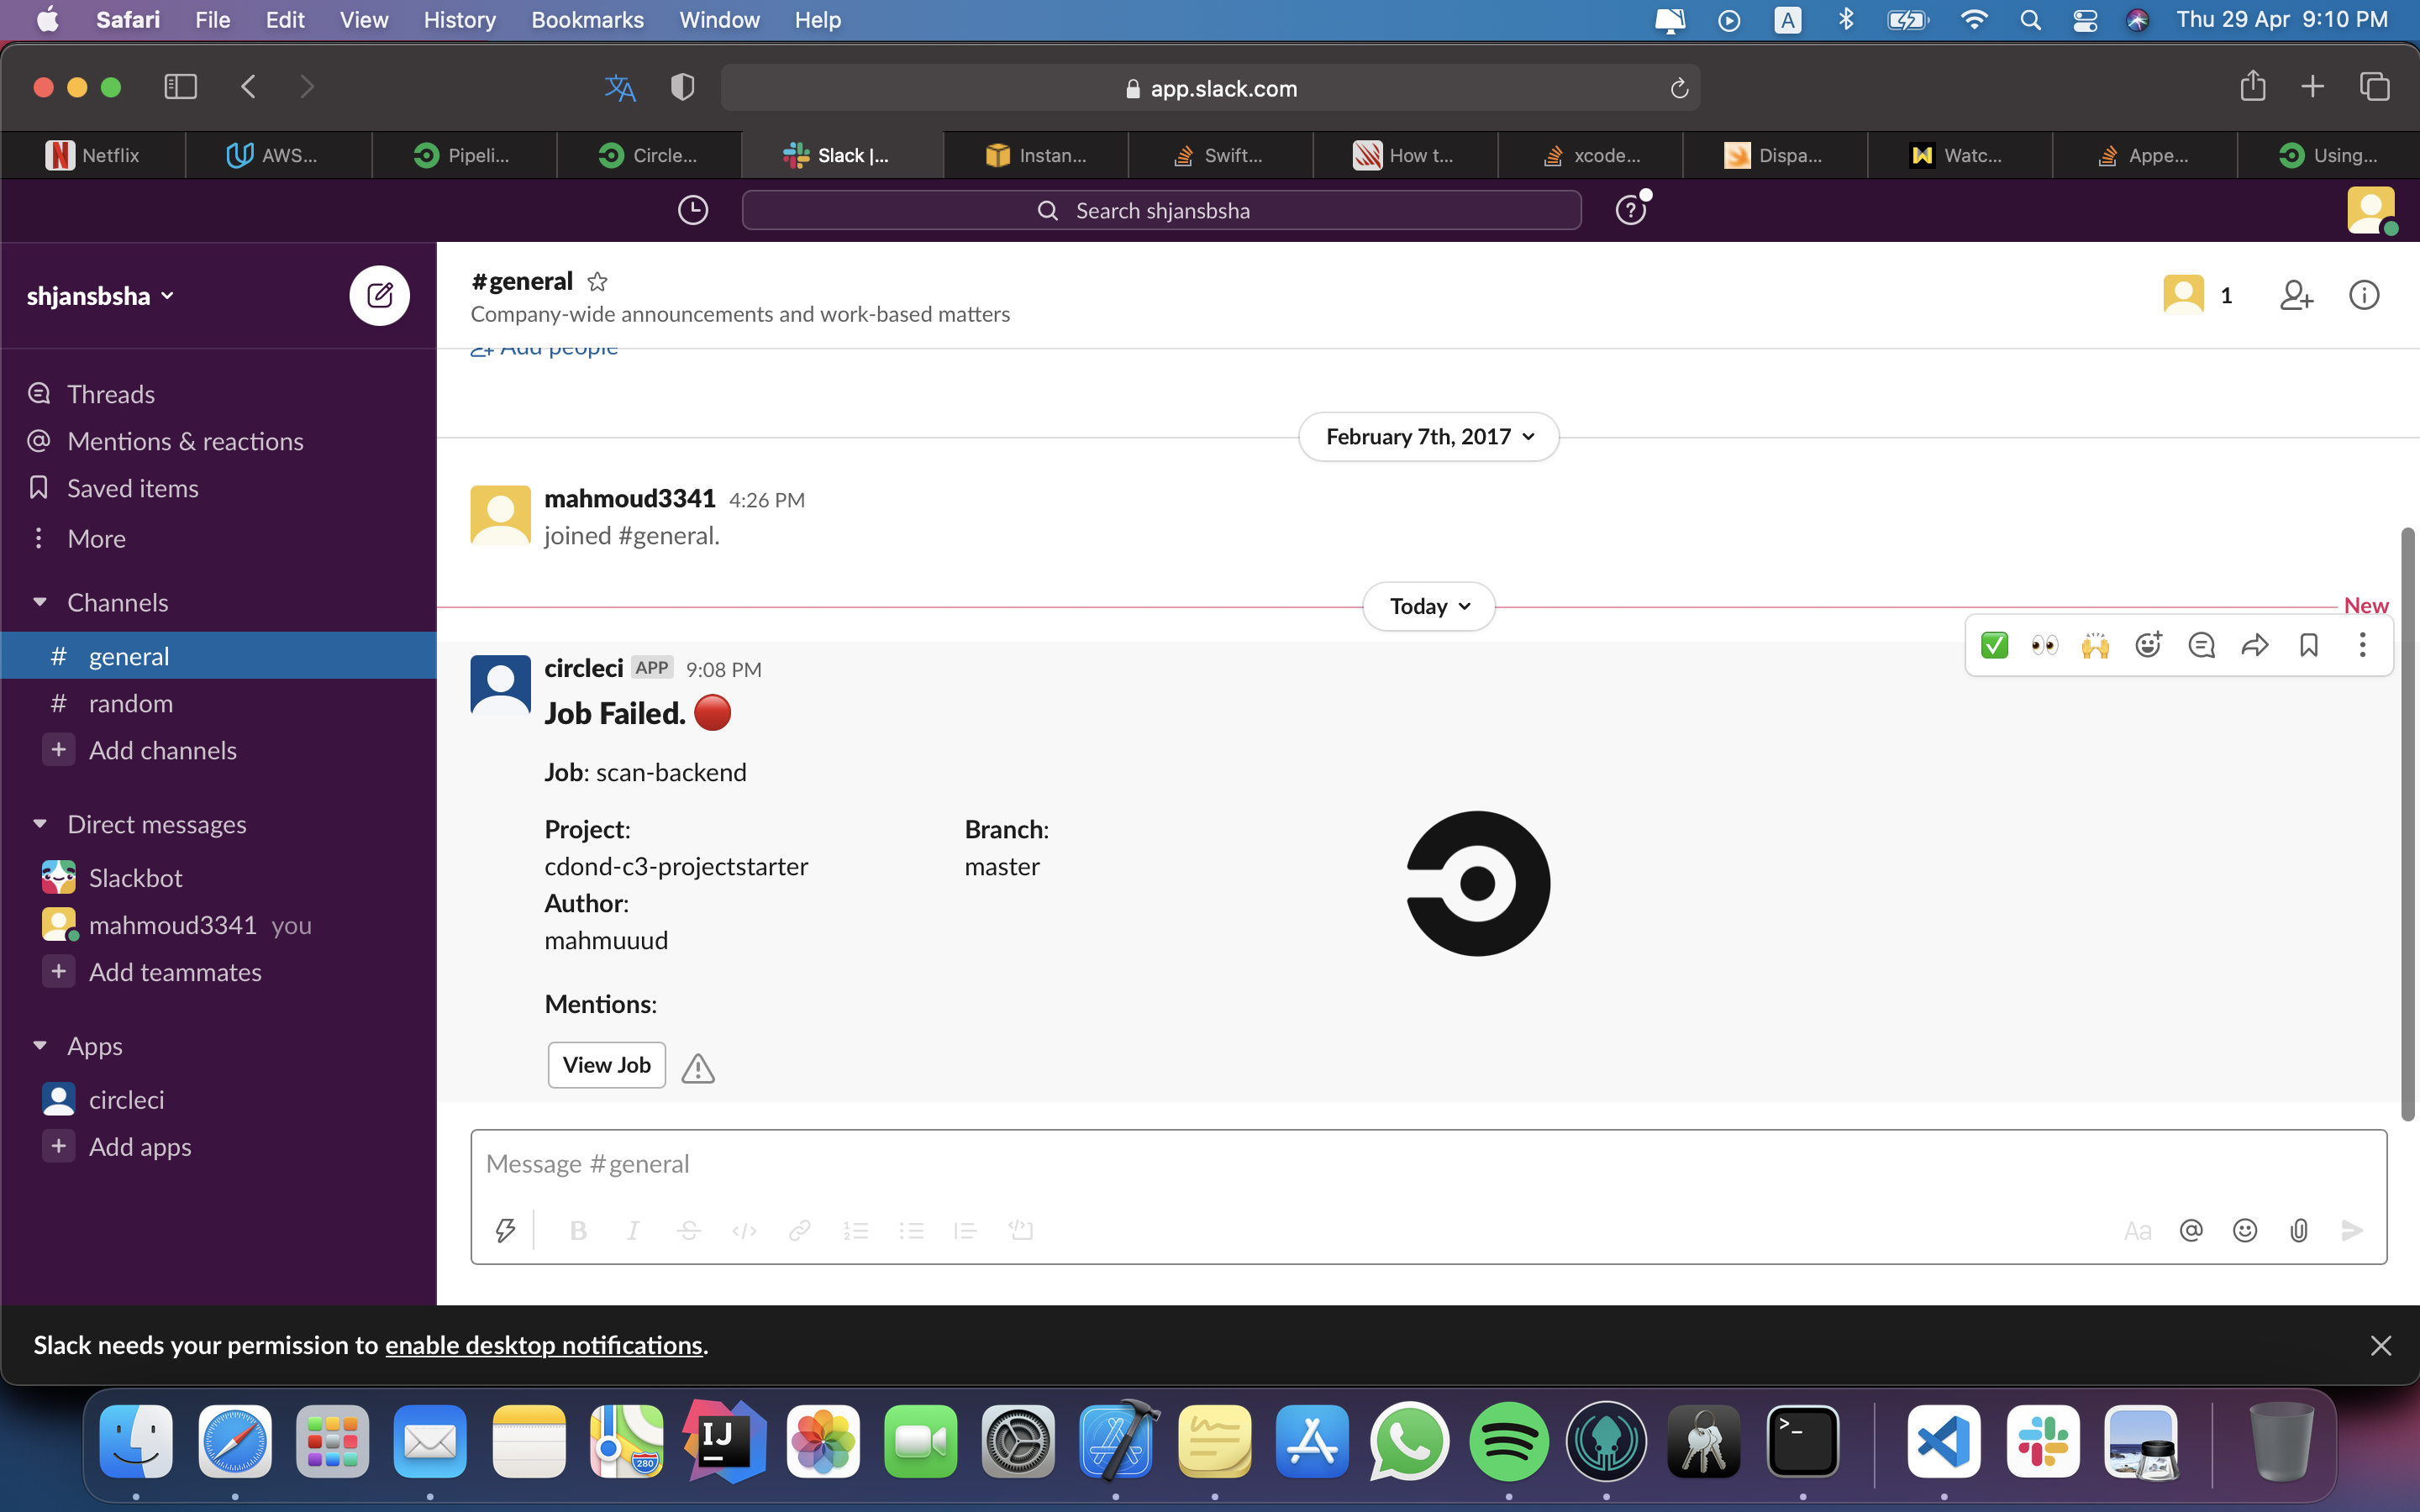 Safari File Edit View History Bookmarks Window Help
A
Thu 29 Apr 9:10 PM
app.slack.com
Netflix
AWS...
Pipeli...
Circle...
Slack |...
Instan...
Swift...
How t...
xcode...
Dispa...
Watc...
Appe...
Using...
Search shjansbsha
shjansbsha
#general
1
Company-wide announcements and work-based matters
Add people
Threads
Mentions & reactions
Saved items
More
Channels
# general
# random
+ Add channels
Direct messages
Slackbot
mahmoud3341 you
+ Add teammates
Apps
circleci
+ Add apps
February 7th, 2017
mahmoud3341 4:26 PM
joined #general.
Today
New
circleci APP 9:08 PM
Job Failed.
Job: scan-backend
Project:
cdond-c3-projectstarter
Branch:
master
Author:
mahmuuud
Mentions:
View Job
Message #general
B I S
Aa
Slack needs your permission to enable desktop notifications.
IJ
280
>_